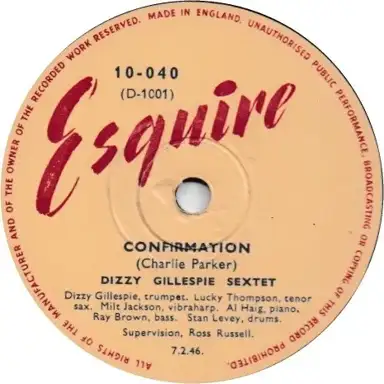 ALL RIGHTS OF THE MANUFACTURER AND OF THE OWNER OF THE RECORDED WORK RESERVED. MADE IN ENGLAND. UNAUTHORISED PUBLIC PERFORMANCE, BROADCASTING OR COPYING OF THIS RECORD PROHIBITED.
10-040
(D-1001)
Esquire
CONFIRMATION
(Charlie Parker)
DIZZY GILLESPIE SEXTET
Dizzy Gillespie, trumpet. Lucky Thompson, tenor
sax. Milt Jackson, vibraharp. Al Haig, piano,
Ray Brown, bass. Stan Levey, drums.
Supervision, Ross Russell.
7.2.46.